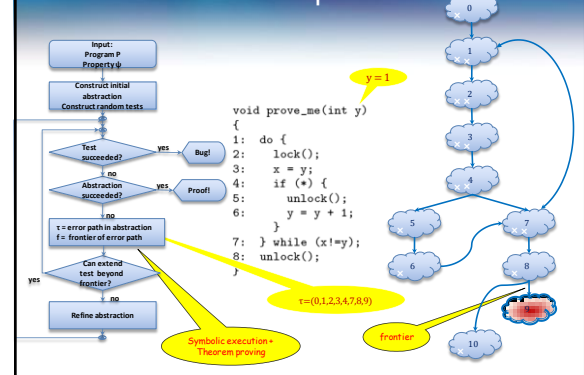 Input:
Program P
Property ψ
Construct initial
abstraction
Construct random tests
Test
succeeded?
yes
Bug!
no
Abstraction
succeeded?
yes
Proof!
no
τ = error path in abstraction
f = frontier of error path
Can extend
test beyond
frontier?
yes
no
Refine abstraction
Symbolic execution+
Theorem proving
y = 1
void prove_me(int y)
{
1: do {
2: lock();
3: x = y;
4: if (*) {
5: unlock();
6: y = y + 1;
}
7: } while (x!=y);
8: unlock();
}
τ=(0,1,2,3,4,7,8,9)
frontier
0
1
2
3
4
5
7
6
8
9
10